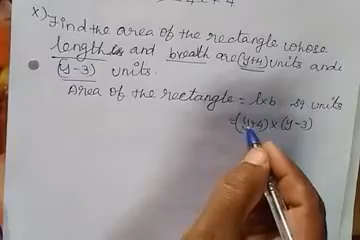 x) Find the area of the rectangle whose
length is and breath are (y+4) units and
(y-3) units.
Area of the rectangle = l×b sq units
= (y+4) × (y-3)